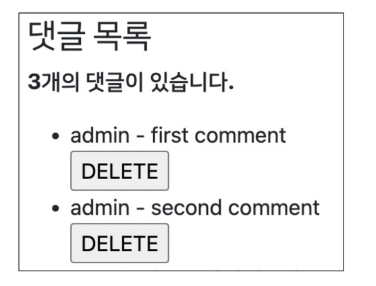 댓글 목록
3개의 댓글이 있습니다.
• admin - first comment
DELETE
• admin - second comment
DELETE